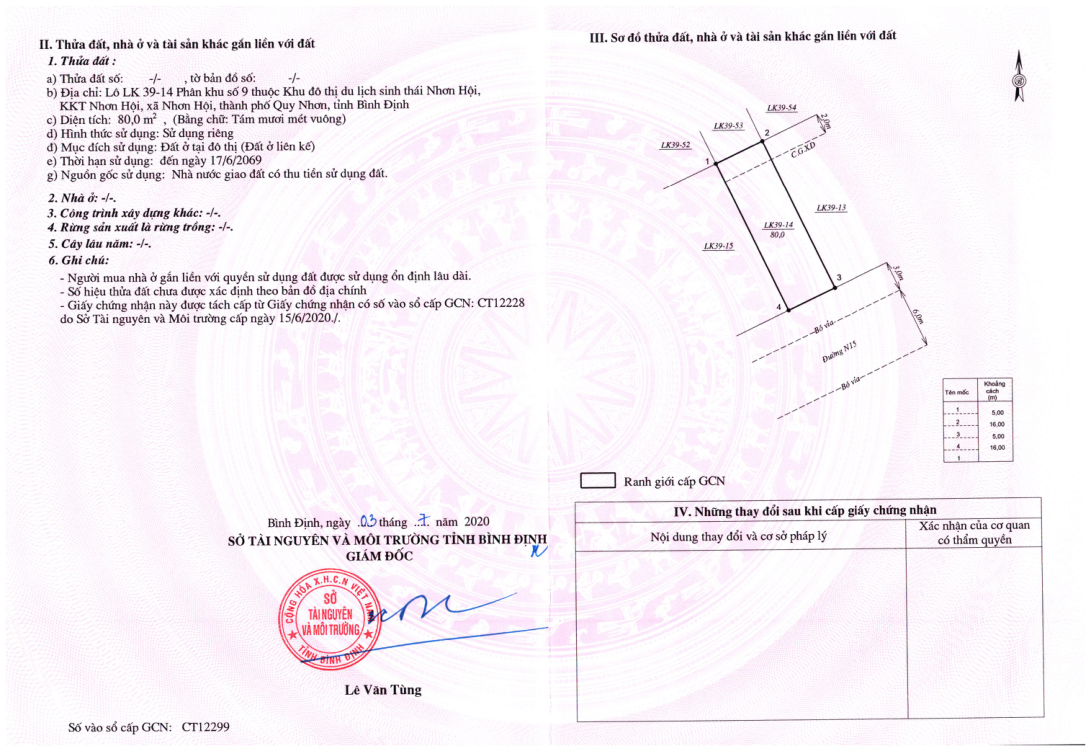 II. Thửa đất, nhà ở và tài sản khác gắn liền với đất
1. Thửa đất :
a) Thửa đất số: -/- , tờ bản đồ số: -/-
b) Địa chỉ: Lô LK 39-14 Phân khu số 9 thuộc Khu đô thị du lịch sinh thái Nhơn Hội,
KKT Nhơn Hội, xã Nhơn Hội, thành phố Quy Nhơn, tỉnh Bình Định
c) Diện tích: 80,0 m² , (Bằng chữ: Tám mươi mét vuông)
d) Hình thức sử dụng: Sử dụng riêng
đ) Mục đích sử dụng: Đất ở tại đô thị (Đất ở liên kế)
e) Thời hạn sử dụng: đến ngày 17/6/2069
g) Nguồn gốc sử dụng: Nhà nước giao đất có thu tiền sử dụng đất.
2. Nhà ở: -/-.
3. Công trình xây dựng khác: -/-.
4. Rừng sản xuất là rừng trồng: -/-.
5. Cây lâu năm: -/-.
6. Ghi chú:
- Người mua nhà ở gắn liền với quyền sử dụng đất được sử dụng ổn định lâu dài.
- Số hiệu thửa đất chưa được xác định theo bản đồ địa chính
- Giấy chứng nhận này được tách cấp từ Giấy chứng nhận có số vào sổ cấp GCN: CT12228
do Sở Tài nguyên và Môi trường cấp ngày 15/6/2020./.
Bình Định, ngày 03 tháng 7 năm 2020
SỞ TÀI NGUYÊN VÀ MÔI TRƯỜNG TỈNH BÌNH ĐỊNH
GIÁM ĐỐC
CỘNG HÒA X.H.C.N VIỆT NAM
SỞ
TÀI NGUYÊN
VÀ MÔI TRƯỜNG
TỈNH BÌNH ĐỊNH
Lê Văn Tùng
Số vào sổ cấp GCN: CT12299
III. Sơ đồ thửa đất, nhà ở và tài sản khác gắn liền với đất
LK39-54
2,0m
LK39-53
2
C.G.X.D
LK39-52
1
LK39-13
LK39-14
80,0
LK39-15
3
3,0m
4
6,0m
Bó vỉa
Đường N15
Bó vỉa
Tên mốc
Khoảng
cách
(m)
1
5,00
2
16,00
3
5,00
4
16,00
1
Ranh giới cấp GCN
IV. Những thay đổi sau khi cấp giấy chứng nhận
Nội dung thay đổi và cơ sở pháp lý
Xác nhận của cơ quan
có thẩm quyền